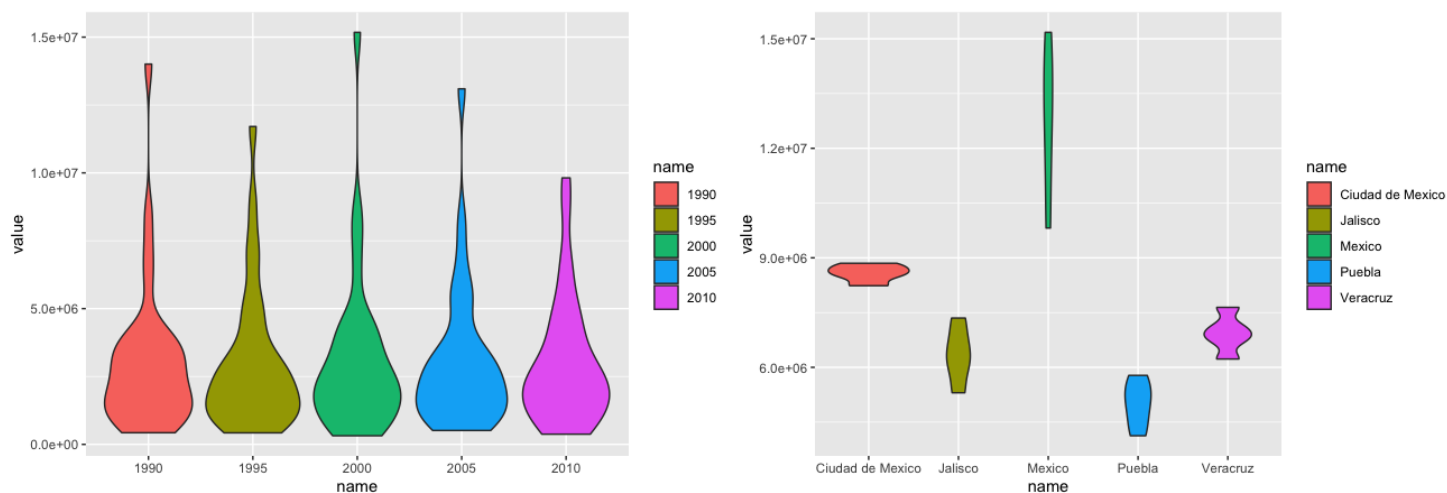 1.5e+07
1.0e+07
5.0e+06
0.0e+00
value
1990
1995
2000
2005
2010
name
name
1990
1995
2000
2005
2010
1.5e+07
1.2e+07
9.0e+06
6.0e+06
value
Ciudad de Mexico
Jalisco
Mexico
Puebla
Veracruz
name
name
Ciudad de Mexico
Jalisco
Mexico
Puebla
Veracruz